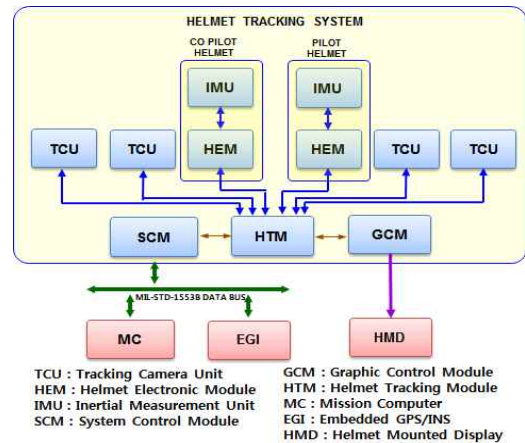 HELMET TRACKING SYSTEM
CO PILOT
HELMET
PILOT
HELMET
IMU
IMU
TCU
TCU
HEM
HEM
TCU
TCU
SCM
HTM
GCM
MIL-STD-1553B DATA BUS
MC
EGI
HMD
TCU : Tracking Camera Unit
HEM : Helmet Electronic Module
IMU : Inertial Measurement Unit
SCM : System Control Module
GCM : Graphic Control Module
HTM : Helmet Tracking Module
MC : Mission Computer
EGI : Embedded GPS/INS
HMD : Helmet Mounted Display